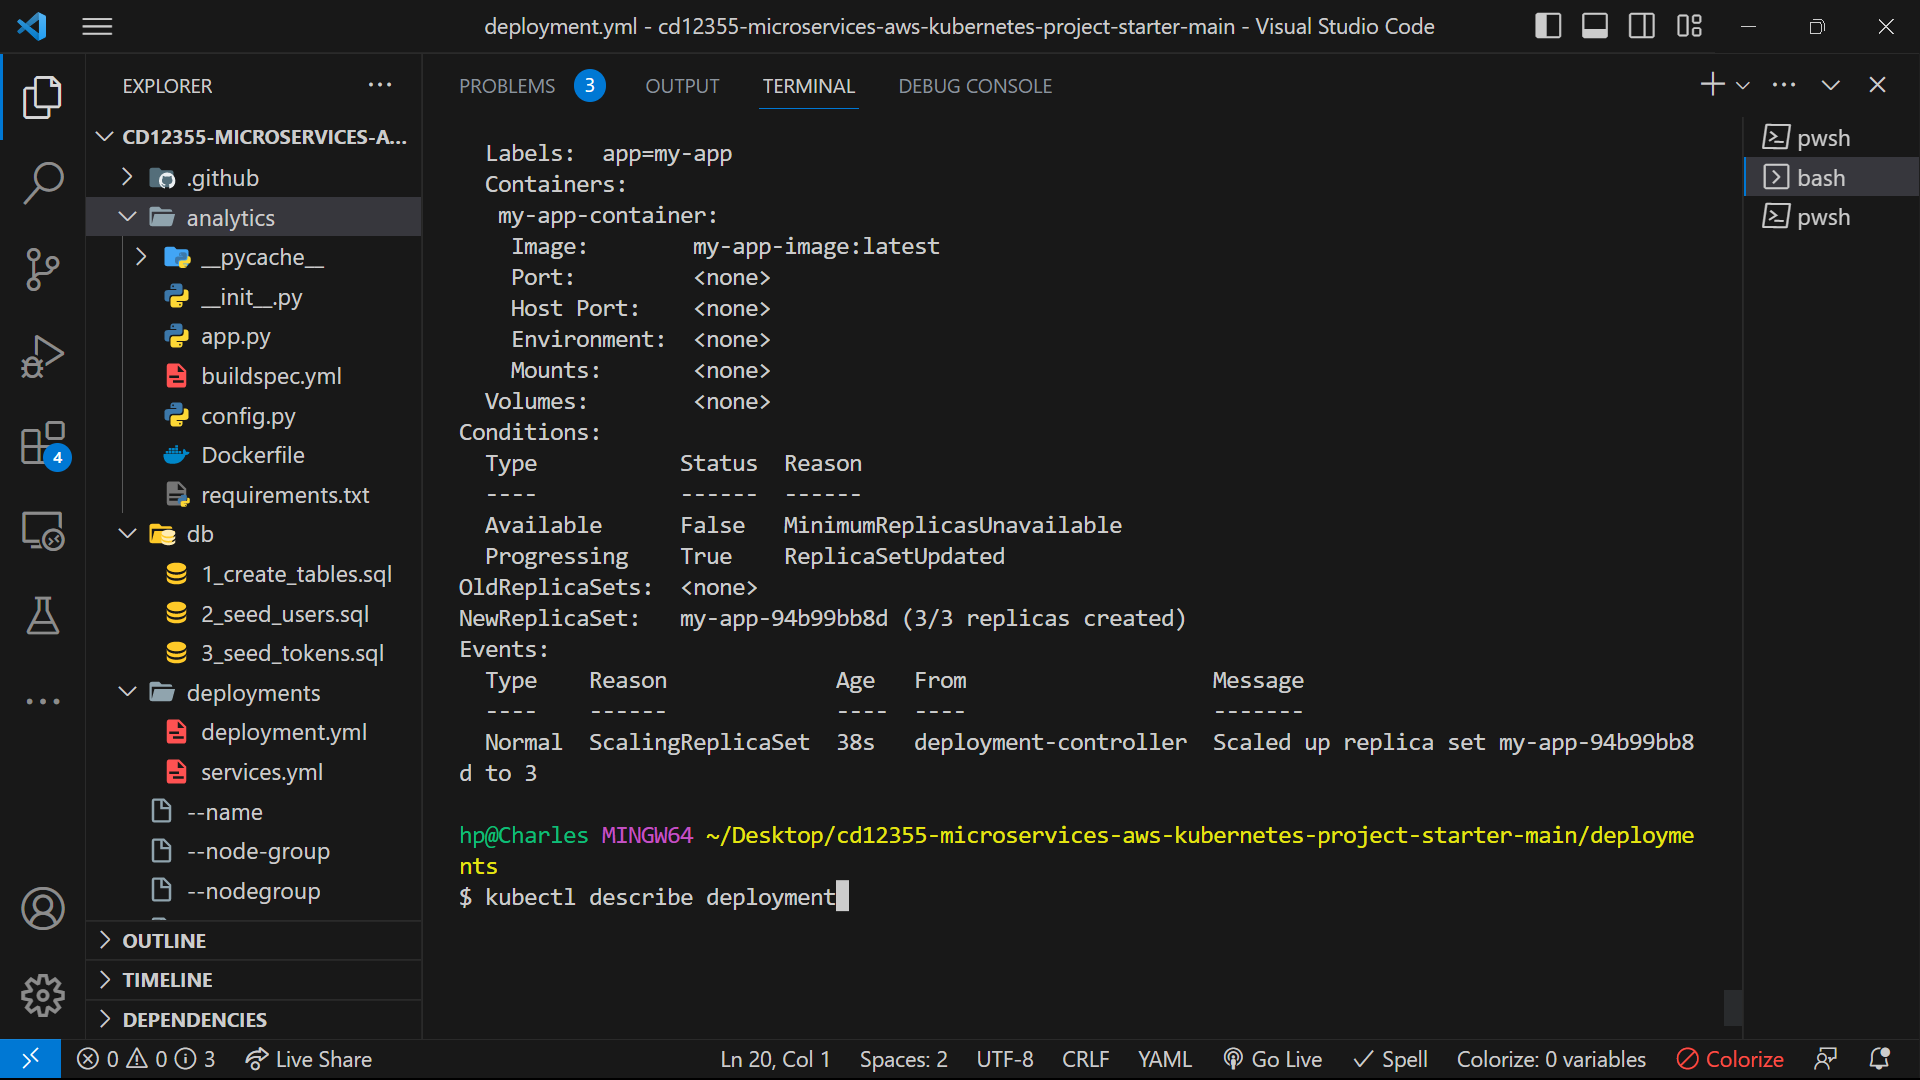 deployment.yml - cd12355-microservices-aws-kubernetes-project-starter-main - Visual Studio Code
EXPLORER
CD12355-MICROSERVICES-A...
.github
analytics
__pycache__
__init__.py
app.py
buildspec.yml
config.py
Dockerfile
requirements.txt
db
1_create_tables.sql
2_seed_users.sql
3_seed_tokens.sql
deployments
deployment.yml
services.yml
--name
--node-group
--nodegroup
OUTLINE
TIMELINE
DEPENDENCIES
4
PROBLEMS 3 OUTPUT TERMINAL DEBUG CONSOLE
Labels: app=my-app
Containers:
my-app-container:
Image: my-app-image:latest
Port: <none>
Host Port: <none>
Environment: <none>
Mounts: <none>
Volumes: <none>
Conditions:
Type Status Reason
---- ------ ------
Available False MinimumReplicasUnavailable
Progressing True ReplicaSetUpdated
OldReplicaSets: <none>
NewReplicaSet: my-app-94b99bb8d (3/3 replicas created)
Events:
Type Reason Age From Message
---- ------ ---- ---- -------
Normal ScalingReplicaSet 38s deployment-controller Scaled up replica set my-app-94b99bb8
d to 3
hp@Charles MINGW64 ~/Desktop/cd12355-microservices-aws-kubernetes-project-starter-main/deployme
nts
$ kubectl describe deployment
pwsh
bash
pwsh
0 0 3 Live Share Ln 20, Col 1 Spaces: 2 UTF-8 CRLF YAML Go Live Spell Colorize: 0 variables Colorize